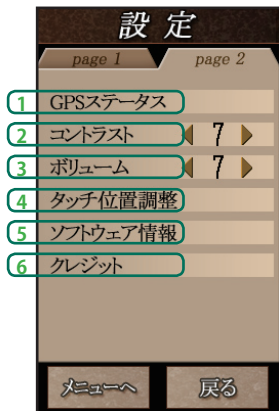 設 定
page 1 page 2
1 GPSステータス
2 コントラスト 7
3 ボリューム 7
4 タッチ位置調整
5 ソフトウェア情報
6 クレジット
メニューへ 戻る